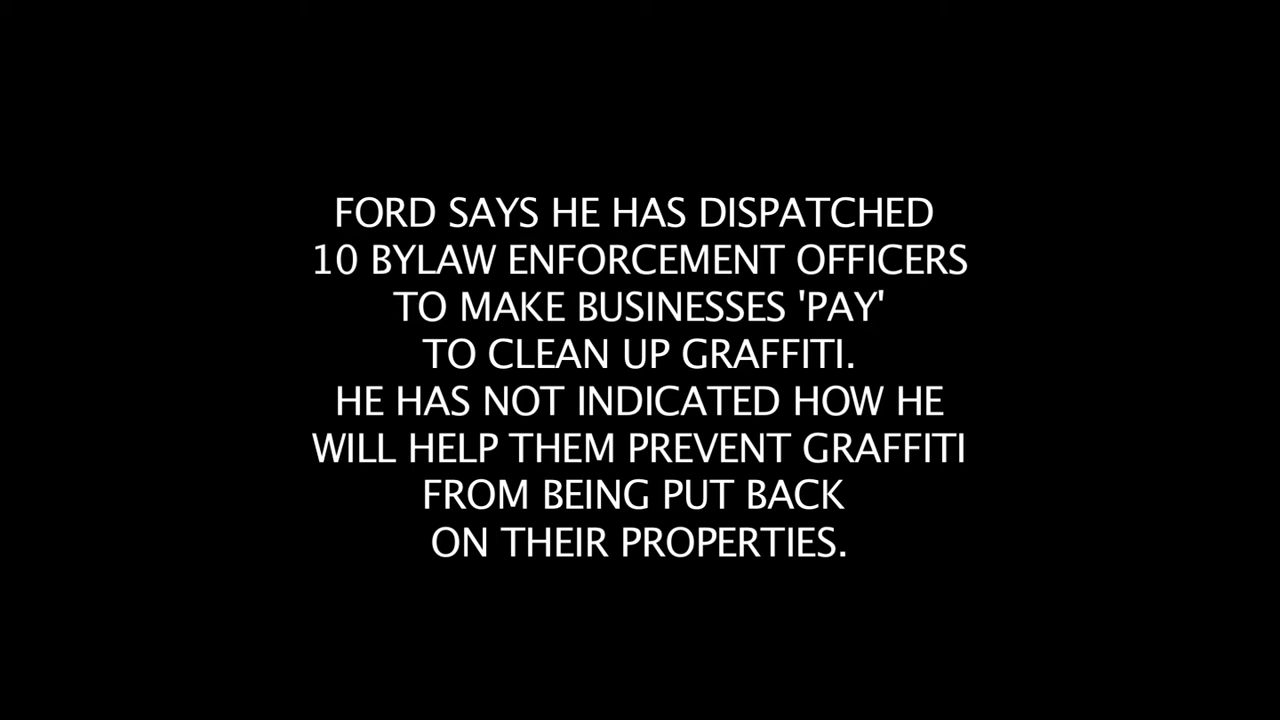 FORD SAYS HE HAS DISPATCHED
10 BYLAW ENFORCEMENT OFFICERS
TO MAKE BUSINESSES 'PAY'
TO CLEAN UP GRAFFITI.
HE HAS NOT INDICATED HOW HE
WILL HELP THEM PREVENT GRAFFITI
FROM BEING PUT BACK
ON THEIR PROPERTIES.